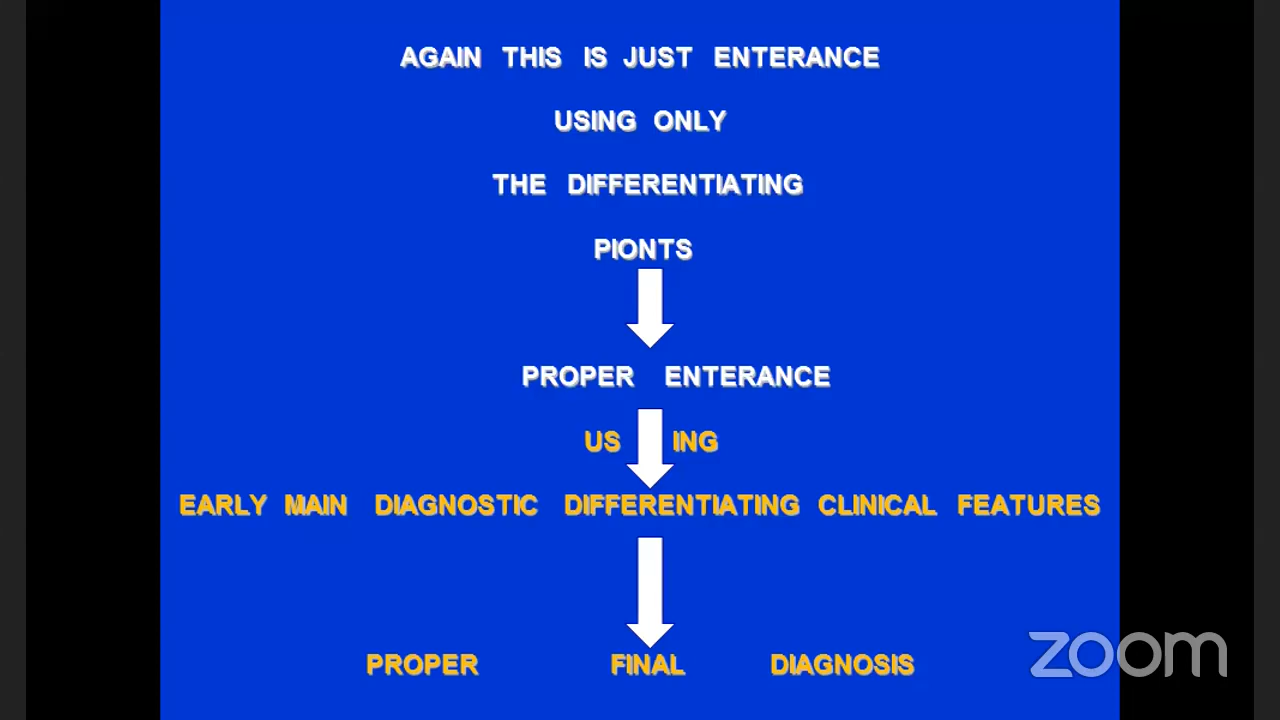 AGAIN THIS IS JUST ENTERANCE
USING ONLY
THE DIFFERENTIATING
PIONTS
PROPER ENTERANCE
US ING
EARLY MAIN DIAGNOSTIC DIFFERENTIATING CLINICAL FEATURES
PROPER FINAL DIAGNOSIS
zoom